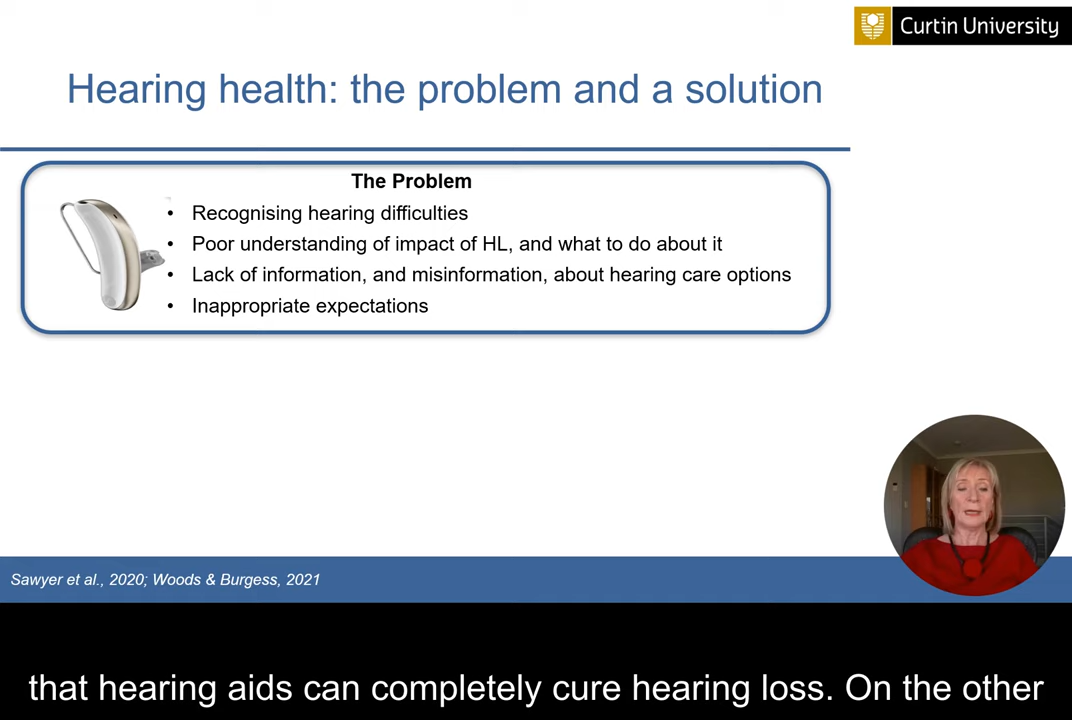 Curtin University
Hearing health: the problem and a solution
The Problem
• Recognising hearing difficulties
• Poor understanding of impact of HL, and what to do about it
• Lack of information, and misinformation, about hearing care options
• Inappropriate expectations
Sawyer et al., 2020; Woods & Burgess, 2021
that hearing aids can completely cure hearing loss. On the other